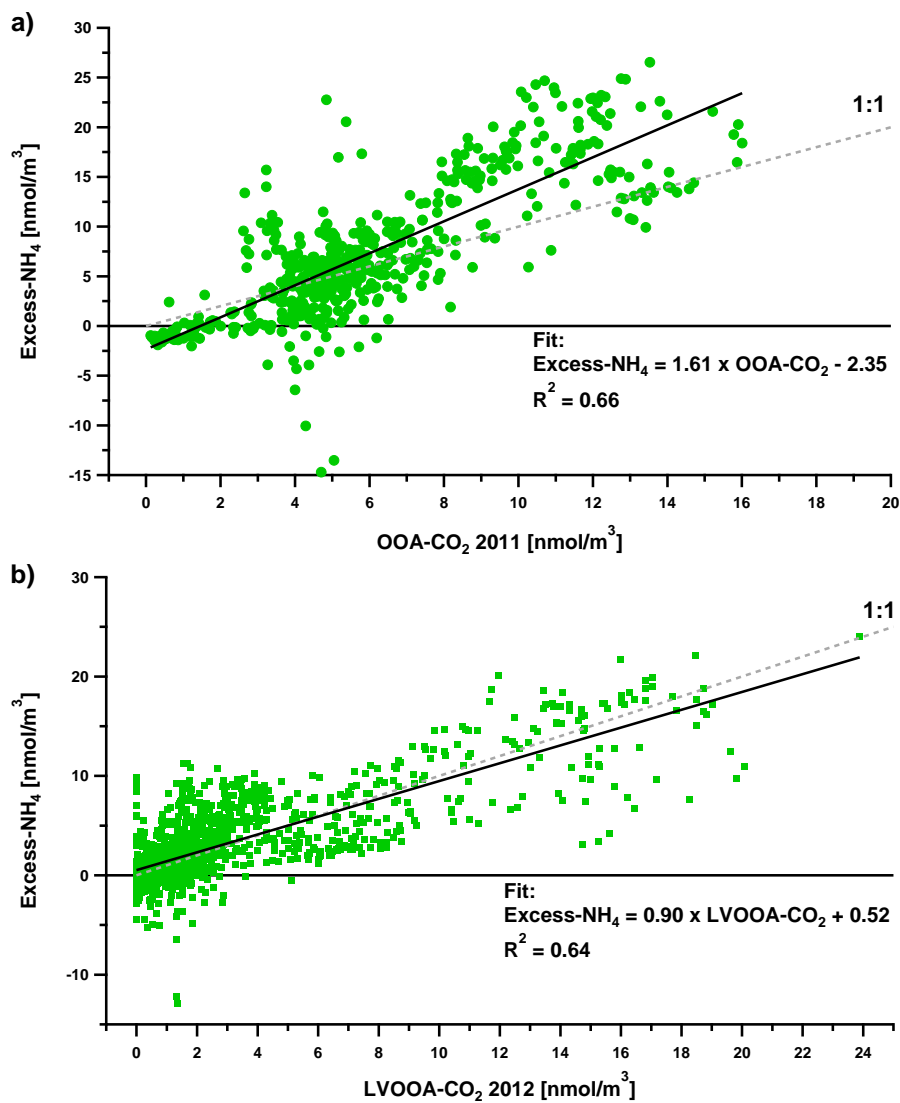 a)
30
25
20
15
10
5
0
-5
-10
-15
Excess-NH4 [nmol/m3]
1:1
Fit:
Excess-NH4 = 1.61 x OOA-CO2 - 2.35
R2 = 0.66
0 2 4 6 8 10 12 14 16 18 20
OOA-CO2 2011 [nmol/m3]
b)
30
20
10
0
-10
Excess-NH4 [nmol/m3]
1:1
Fit:
Excess-NH4 = 0.90 x LVOOA-CO2 + 0.52
R2 = 0.64
0 2 4 6 8 10 12 14 16 18 20 22 24
LVOOA-CO2 2012 [nmol/m3]